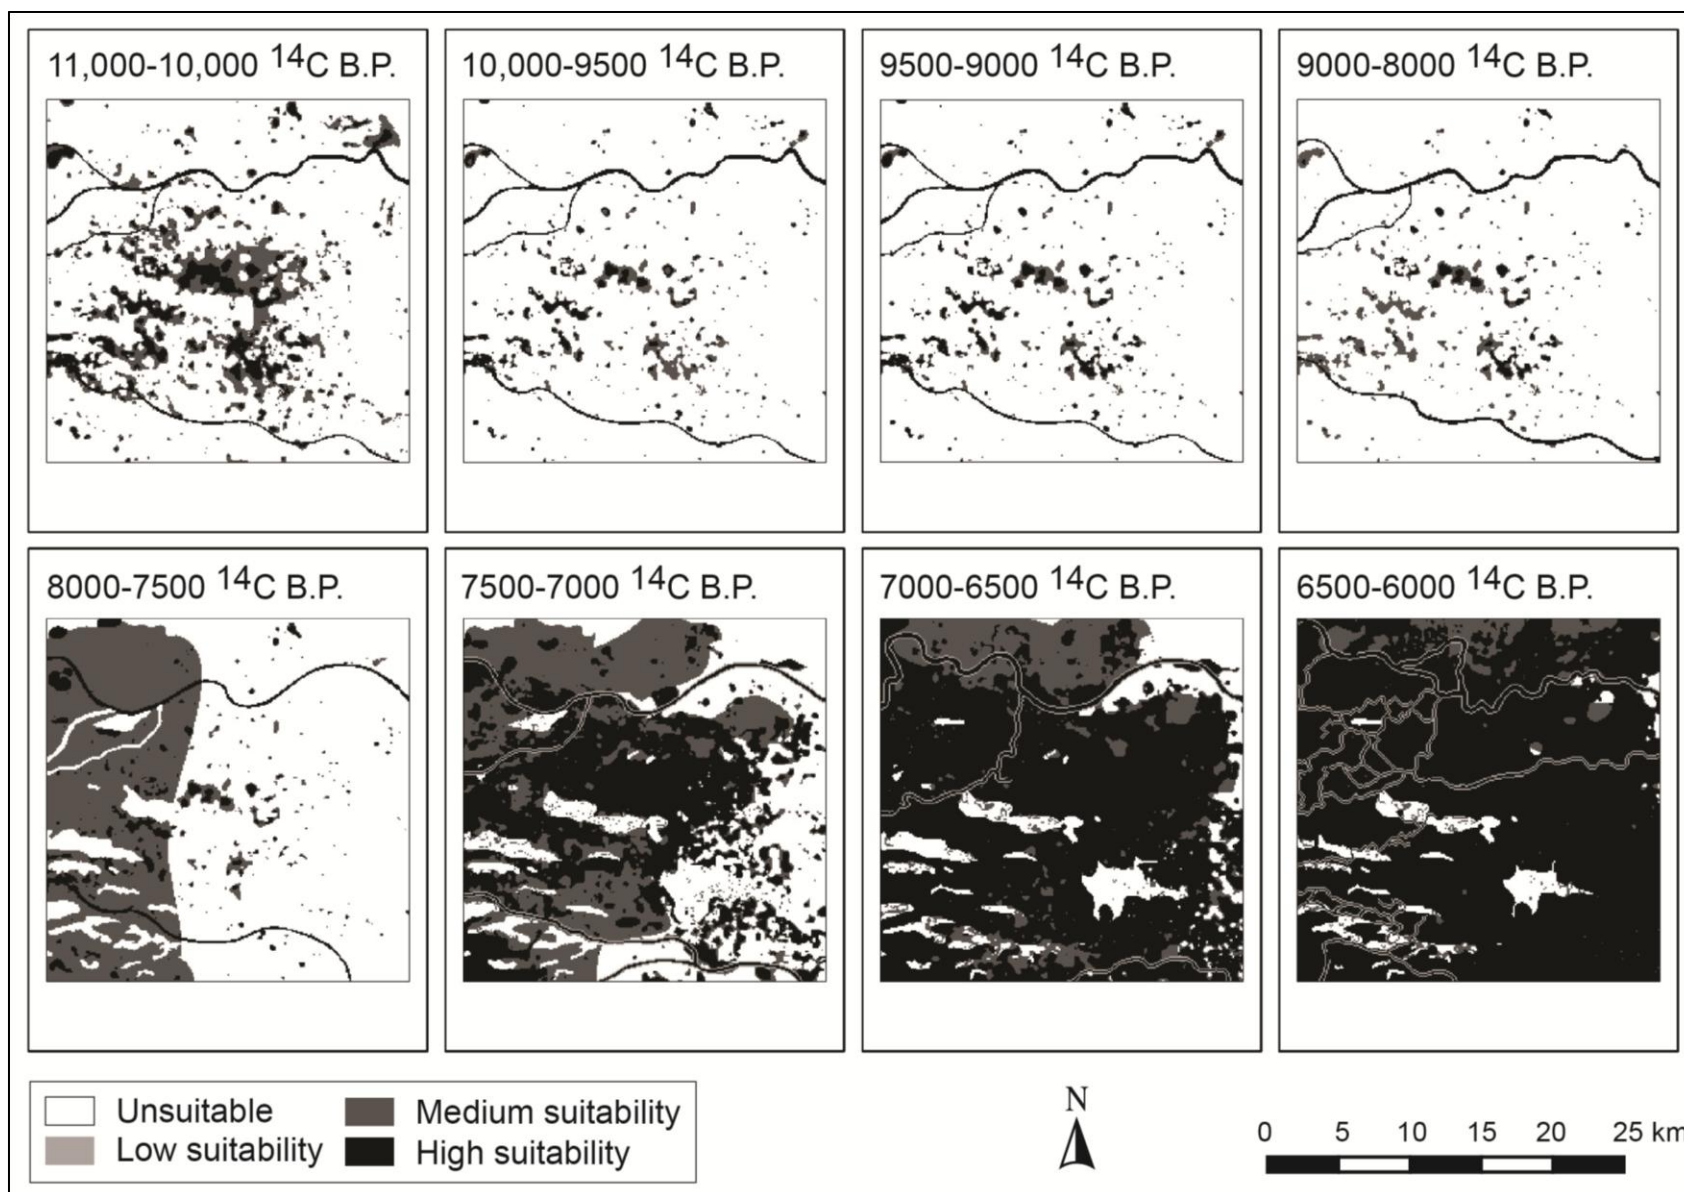 11,000-10,000 14C B.P.
10,000-9500 14C B.P.
9500-9000 14C B.P.
9000-8000 14C B.P.
8000-7500 14C B.P.
7500-7000 14C B.P.
7000-6500 14C B.P.
6500-6000 14C B.P.
Unsuitable
Low suitability
Medium suitability
High suitability
N
0 5 10 15 20 25 km